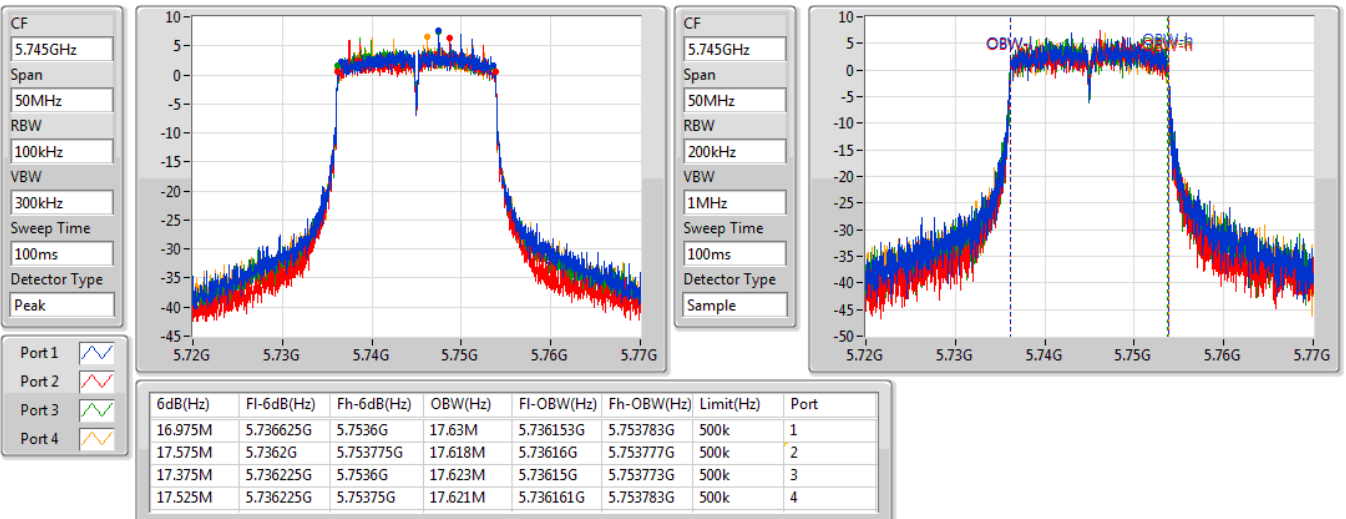 CF
5.745GHz
Span
50MHz
RBW
100kHz
VBW
300kHz
Sweep Time
100ms
Detector Type
Peak
Port 1
Port 2
Port 3
Port 4
10
5
0
-5
-10
-15
-20
-25
-30
-35
-40
-45
5.72G 5.73G 5.74G 5.75G 5.76G 5.77G
CF
5.745GHz
Span
50MHz
RBW
200kHz
VBW
1MHz
Sweep Time
100ms
Detector Type
Sample
10
5
0
-5
-10
-15
-20
-25
-30
-35
-40
-45
-50
OBW-l OBW-h
5.72G 5.73G 5.74G 5.75G 5.76G 5.77G
6dB(Hz) Fl-6dB(Hz) Fh-6dB(Hz) OBW(Hz) Fl-OBW(Hz) Fh-OBW(Hz) Limit(Hz) Port
16.975M 5.736625G 5.7536G 17.63M 5.736153G 5.753783G 500k 1
17.575M 5.7362G 5.753775G 17.618M 5.73616G 5.753777G 500k 2
17.375M 5.736225G 5.7536G 17.623M 5.73615G 5.753773G 500k 3
17.525M 5.736225G 5.75375G 17.621M 5.736161G 5.753783G 500k 4